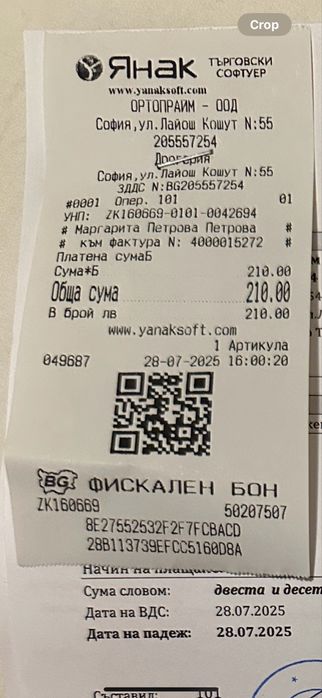 Crop
Янак ТЪРГОВСКИ
СОФТУЕР
www.yanaksoft.com
ОРТОПРАЙМ - ООД
София,ул.Лайош Кошут N:55
205557254
София,ул.Лайош Кошут N:55
ЗДДС N:BG205557254
#0001 Опер. 101 01
УНП: ZK160669-0101-0042694
# Маргарита Петрова Петрова #
# към фактура N: 4000015272 #
Платена сумаБ
Сума*Б 210.00
Обща сума 210.00
В брой лв 210.00
www.yanaksoft.com
1 Артикула
049687 28-07-2025 16:00:20
BG ФИСКАЛЕН БОН
ZK160669 50207507
8E27552532F2F7FCBACD
28B113739EFCC5160D8A
Начин на плащане
Сума словом: двеста и десет
Дата на ВДС: 28.07.2025
Дата на падеж: 28.07.2025
Съставил: 101